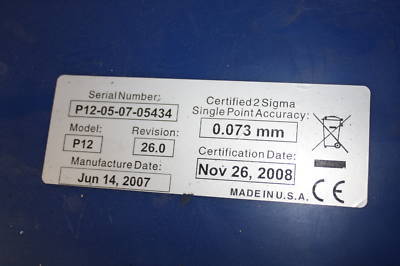 Serial Number:
P12-05-07-05434
Model:
Revision:
P12
26.0
Manufacture Date:
Jun 14, 2007
Certified 2 Sigma
Single Point Accuracy:
0.073 mm
Certification Date:
Nov 26, 2008
MADE IN U.S.A.
CE